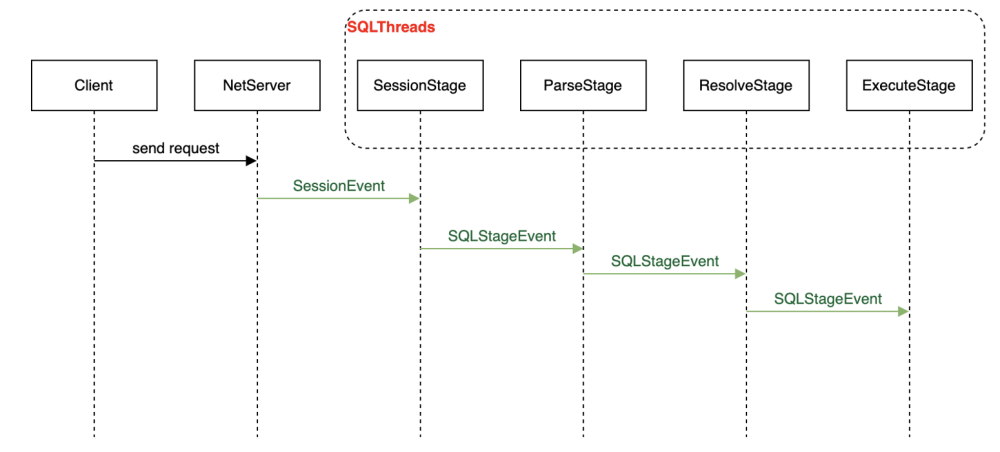 SQLThreads
Client
NetServer
SessionStage
ParseStage
ResolveStage
ExecuteStage
send request
SessionEvent
SQLStageEvent
SQLStageEvent
SQLStageEvent